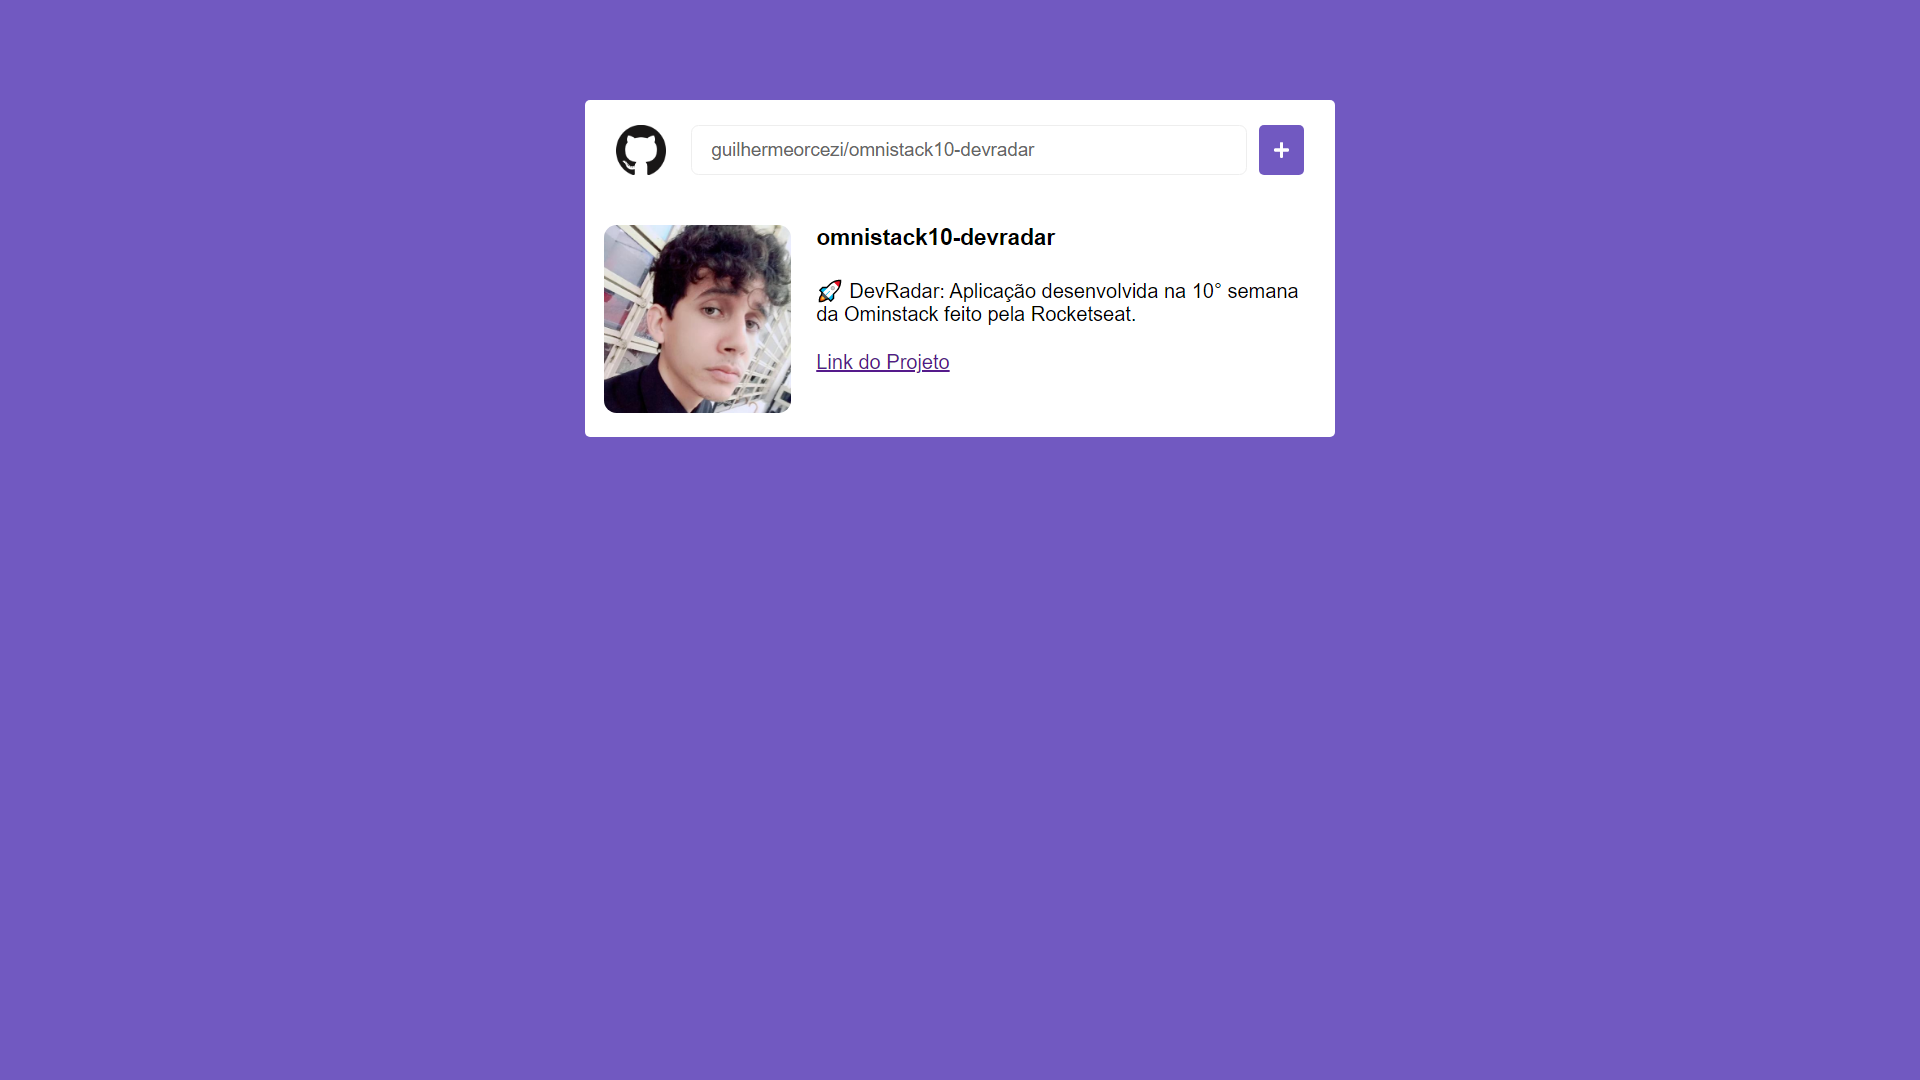 guilhermeorcezi/omnistack10-devradar
omnistack10-devradar
🚀 DevRadar: Aplicação desenvolvida na 10° semana
da Ominstack feito pela Rocketseat.
Link do Projeto